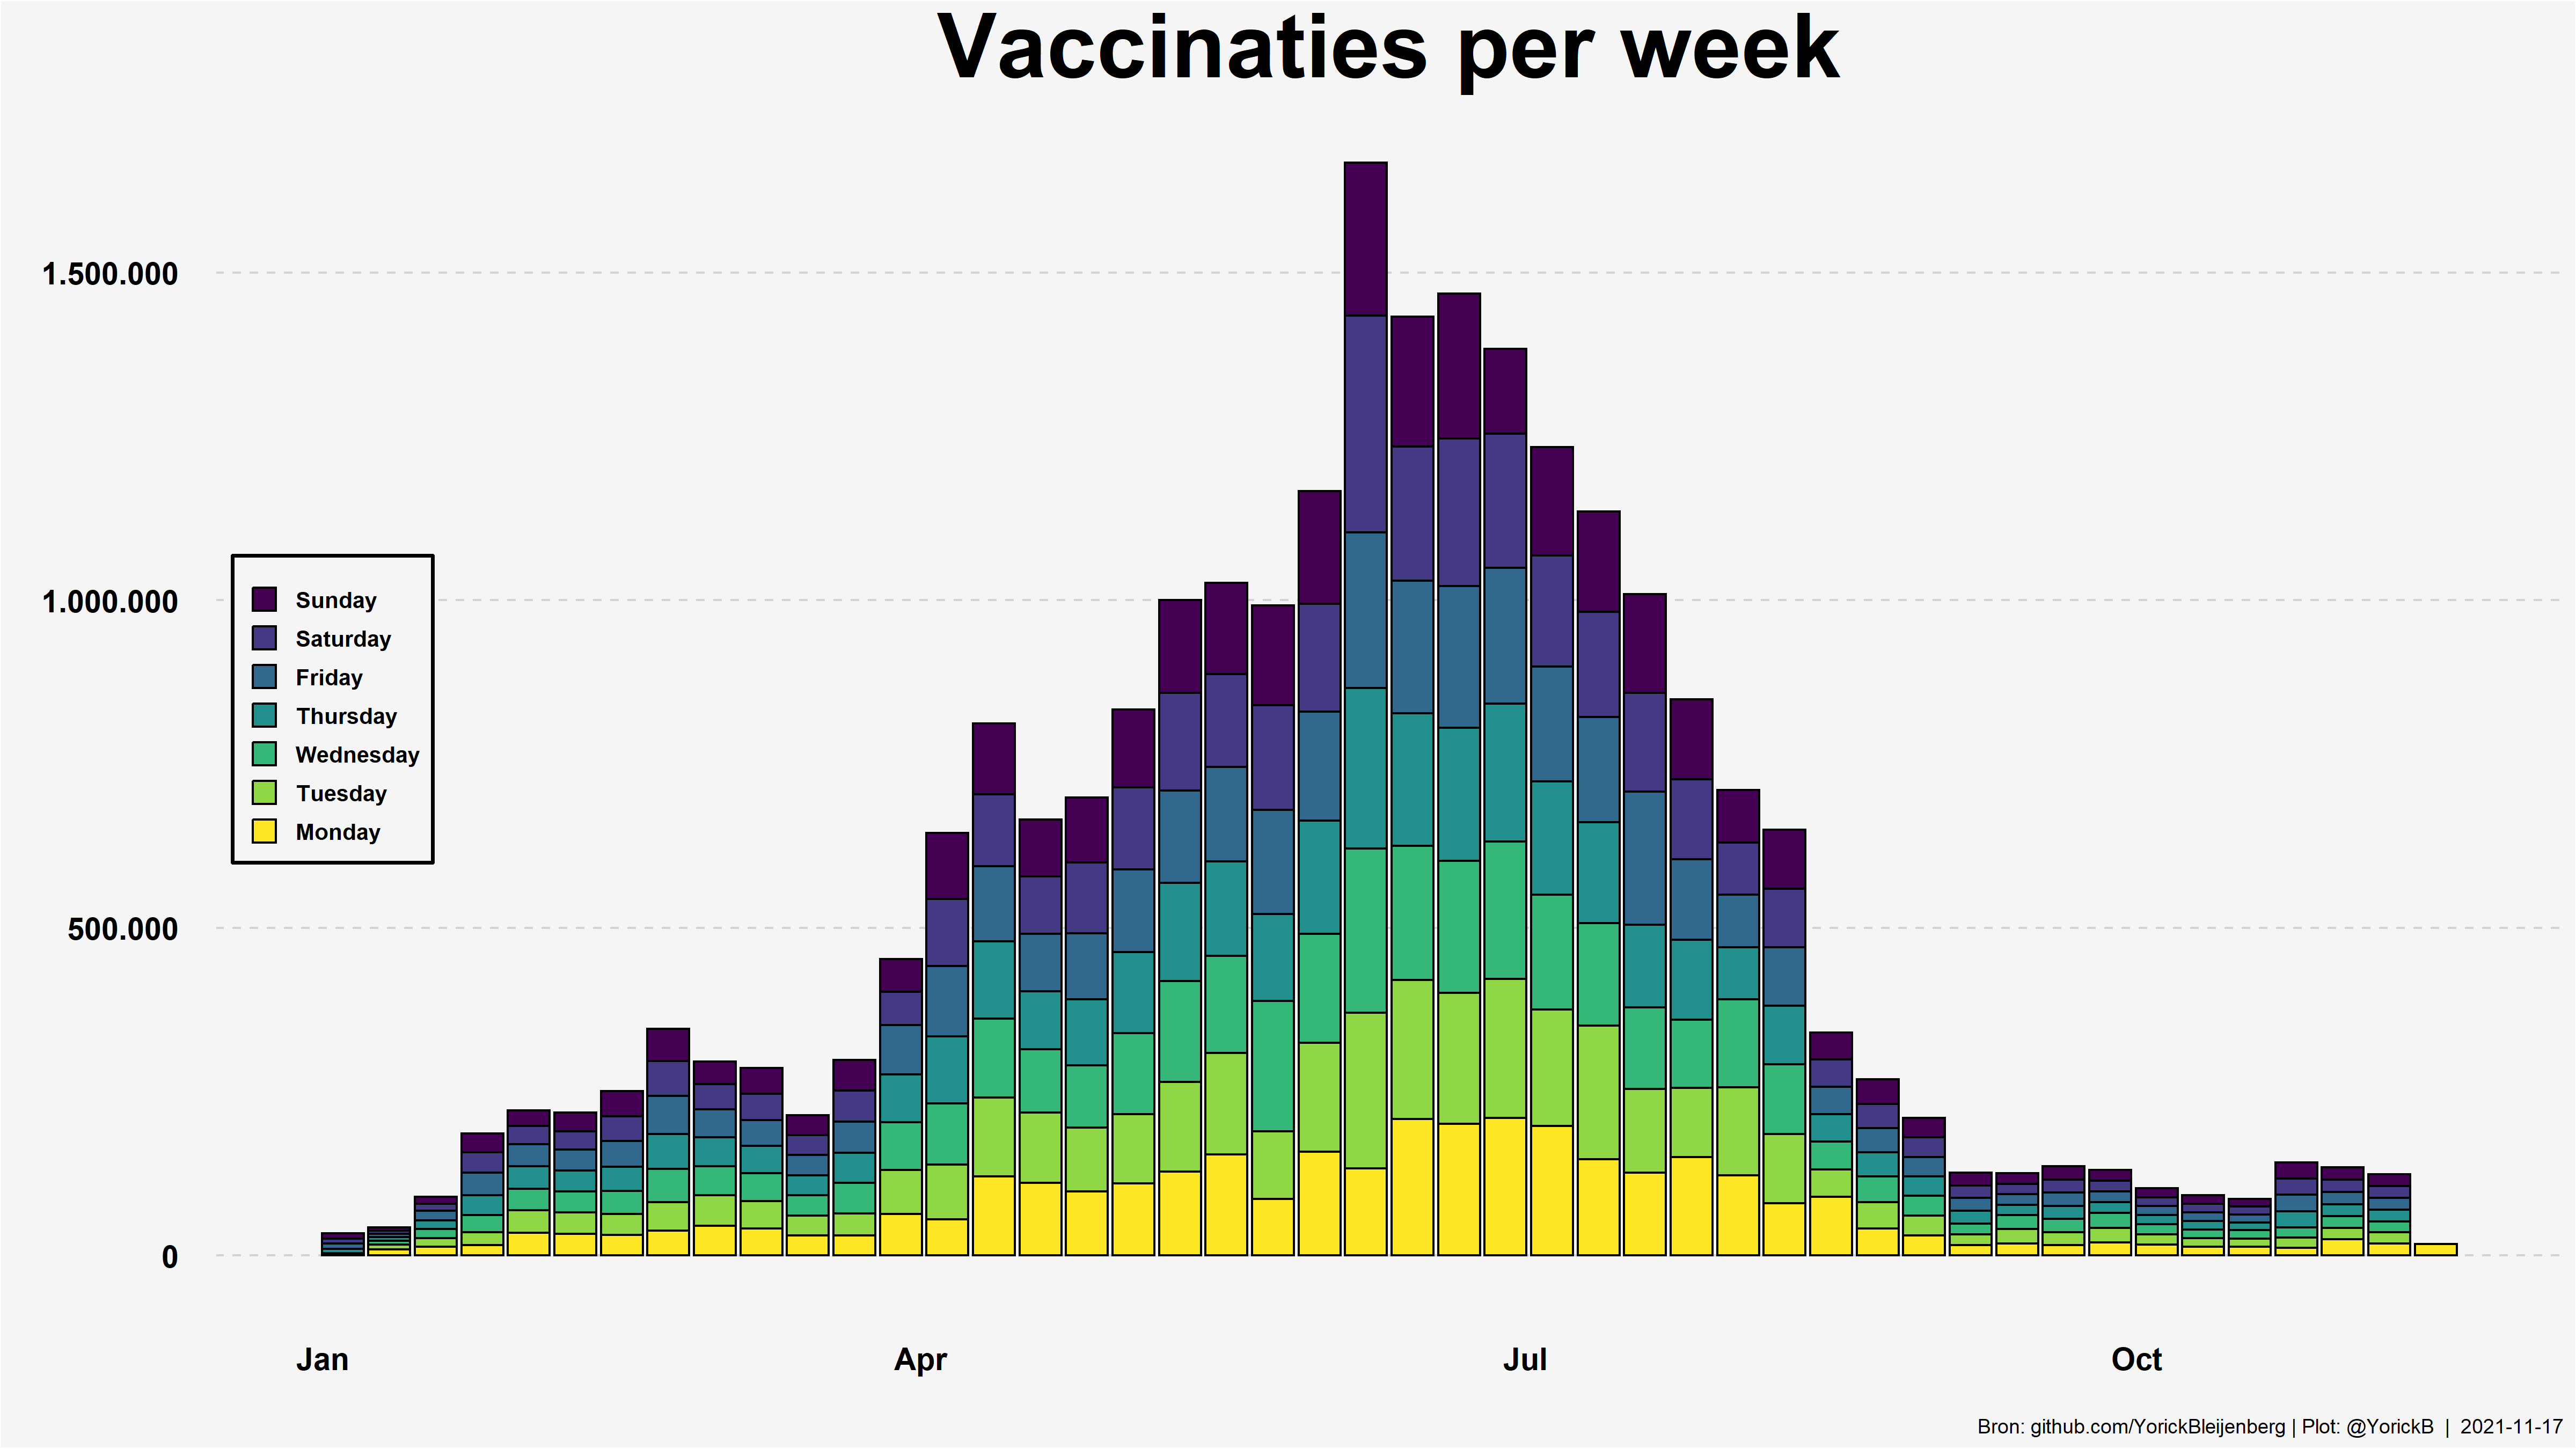 Vaccinaties per week
1.500.000
1.000.000
500.000
0
Sunday
Saturday
Friday
Thursday
Wednesday
Tuesday
Monday
Jan Apr Jul Oct
Bron: github.com/YorickBleijenberg | Plot: @YorickB | 2021-11-17